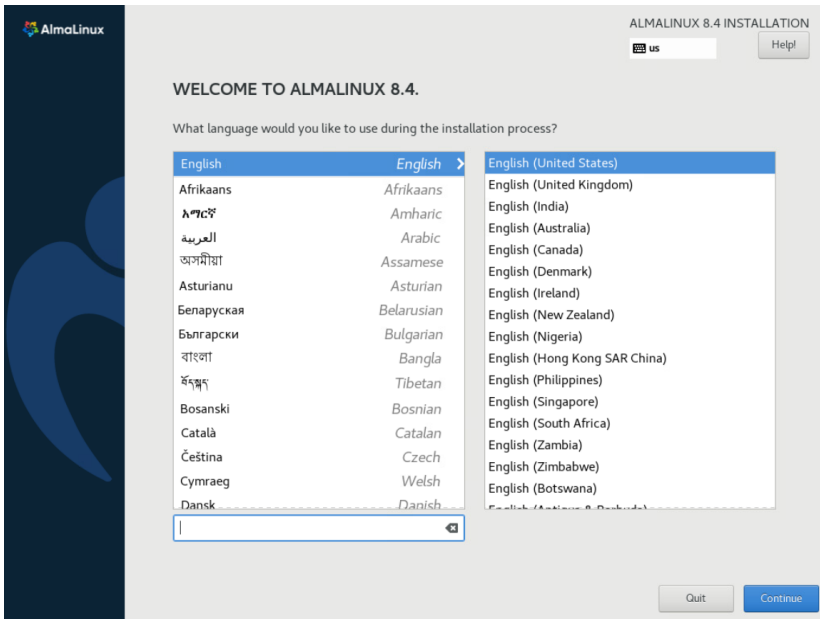 AlmaLinux
ALMALINUX 8.4 INSTALLATION
us
Help!
WELCOME TO ALMALINUX 8.4.
What language would you like to use during the installation process?
English English
Afrikaans Afrikaans
አማርኛ Amharic
العربية Arabic
অসমীয়া Assamese
Asturianu Asturian
Беларуская Belarusian
Български Bulgarian
বাংলা Bangla
བོད་སྐད་ Tibetan
Bosanski Bosnian
Català Catalan
Čeština Czech
Cymraeg Welsh
Dansk Danish
English (United States)
English (United Kingdom)
English (India)
English (Australia)
English (Canada)
English (Denmark)
English (Ireland)
English (New Zealand)
English (Nigeria)
English (Hong Kong SAR China)
English (Philippines)
English (Singapore)
English (South Africa)
English (Zambia)
English (Zimbabwe)
English (Botswana)
English (Antigua & Barbuda)
Quit
Continue